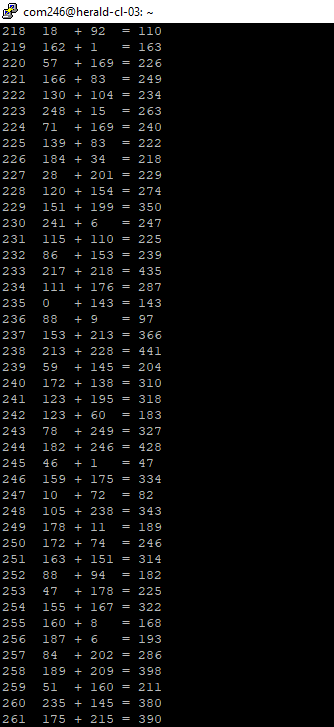 com246@herald-cl-03: ~
218 18 + 92 = 110
219 162 + 1 = 163
220 57 + 169 = 226
221 166 + 83 = 249
222 130 + 104 = 234
223 248 + 15 = 263
224 71 + 169 = 240
225 139 + 83 = 222
226 184 + 34 = 218
227 28 + 201 = 229
228 120 + 154 = 274
229 151 + 199 = 350
230 241 + 6 = 247
231 115 + 110 = 225
232 86 + 153 = 239
233 217 + 218 = 435
234 111 + 176 = 287
235 0 + 143 = 143
236 88 + 9 = 97
237 153 + 213 = 366
238 213 + 228 = 441
239 59 + 145 = 204
240 172 + 138 = 310
241 123 + 195 = 318
242 123 + 60 = 183
243 78 + 249 = 327
244 182 + 246 = 428
245 46 + 1 = 47
246 159 + 175 = 334
247 10 + 72 = 82
248 105 + 238 = 343
249 178 + 11 = 189
250 172 + 74 = 246
251 163 + 151 = 314
252 88 + 94 = 182
253 47 + 178 = 225
254 155 + 167 = 322
255 160 + 8 = 168
256 187 + 6 = 193
257 84 + 202 = 286
258 189 + 209 = 398
259 51 + 160 = 211
260 235 + 145 = 380
261 175 + 215 = 390